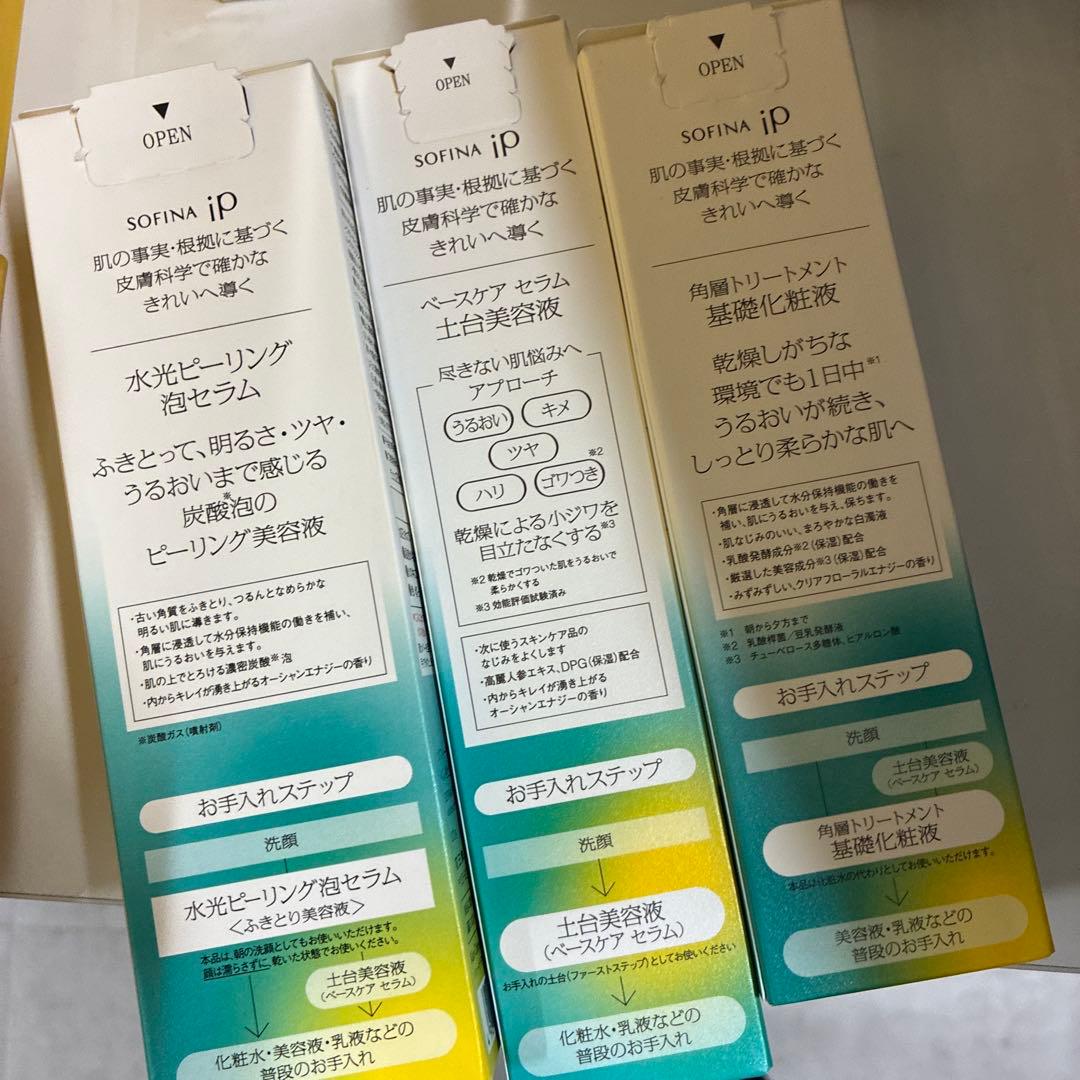 ▼
OPEN
SOFINA iP
肌の事実・根拠に基づく
皮膚科学で確かな
きれいへ導く
水光ピーリング
泡セラム
ふきとって、明るさ・ツヤ・
うるおいまで感じる
炭酸泡の
※
ピーリング美容液
・古い角質をふきとり、つるんとなめらかな
明るい肌に導きます。
・角層に浸透して水分保持機能の働きを補い、
肌にうるおいを与えます。
・肌の上でとろける濃密炭酸※泡
・内からキレイが湧き上がるオーシャンエナジーの香り
※炭酸ガス(噴射剤)
お手入れステップ
洗顔
水光ピーリング泡セラム
〈ふきとり美容液〉
本品は、朝の洗顔としてもお使いいただけます。
顔は濡らさずに、乾いた状態でお使いください。
土台美容液
(ベースケア セラム)
化粧水・美容液・乳液などの
普段のお手入れ
▼
OPEN
SOFINA iP
肌の事実・根拠に基づく
皮膚科学で確かな
きれいへ導く
ベースケア セラム
土台美容液
尽きない肌悩みへ
アプローチ
うるおい
キメ
ツヤ
ハリ
ゴワつき※2
乾燥による小ジワを
目立たなくする※3
※2 乾燥でゴワついた肌をうるおいで
柔らかくする
※3 効能評価試験済み
・次に使うスキンケア品の
なじみをよくします
・高麗人参エキス、DPG(保湿)配合
・内からキレイが湧き上がる
オーシャンエナジーの香り
お手入れステップ
洗顔
土台美容液
(ベースケア セラム)
お手入れの土台(ファーストステップ)としてお使いください
化粧水・乳液などの
普段のお手入れ
▼
OPEN
SOFINA iP
肌の事実・根拠に基づく
皮膚科学で確かな
きれいへ導く
角層トリートメント
基礎化粧液
乾燥しがちな
環境でも1日中※1
うるおいが続き、
しっとり柔らかな肌へ
・角層に浸透して水分保持機能の働きを
補い、肌にうるおいを与え、保ちます。
・肌なじみのいい、まろやかな白濁液
・乳酸発酵成分※2(保湿)配合
・厳選した美容成分※3(保湿)配合
・みずみずしい、クリアフローラルエナジーの香り
※1 朝から夕方まで
※2 乳酸桿菌/豆乳発酵液
※3 チューベロース多糖体、ヒアルロン酸
お手入れステップ
洗顔
土台美容液
(ベースケア セラム)
角層トリートメント
基礎化粧液
本品は化粧水の代わりとしてお使いいただけます。
美容液・乳液などの
普段のお手入れ